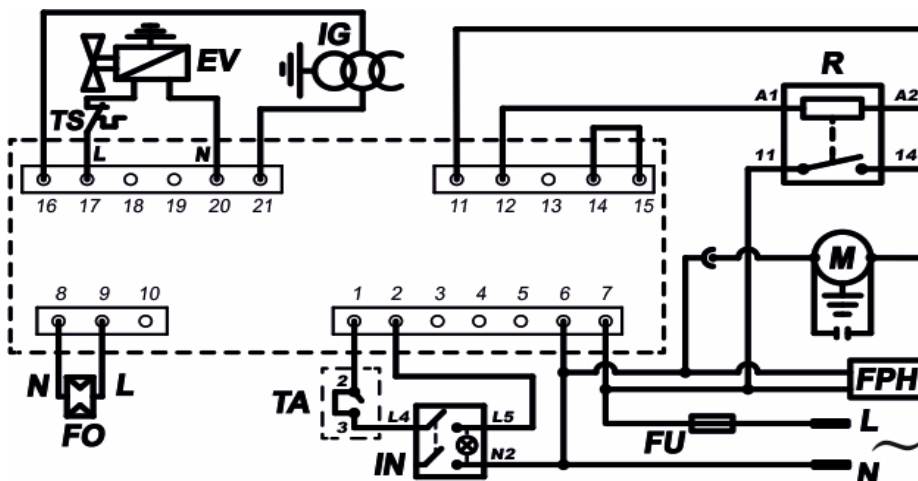 IG
EV
R
TS
A1 A2
L N
11 14
16 17 18 19 20 21 11 12 13 14 15
M
8 9 10 1 2 3 4 5 6 7
N L
FO
TA 2
3
L4 L5
IN N2
FPH
FU L
N ~